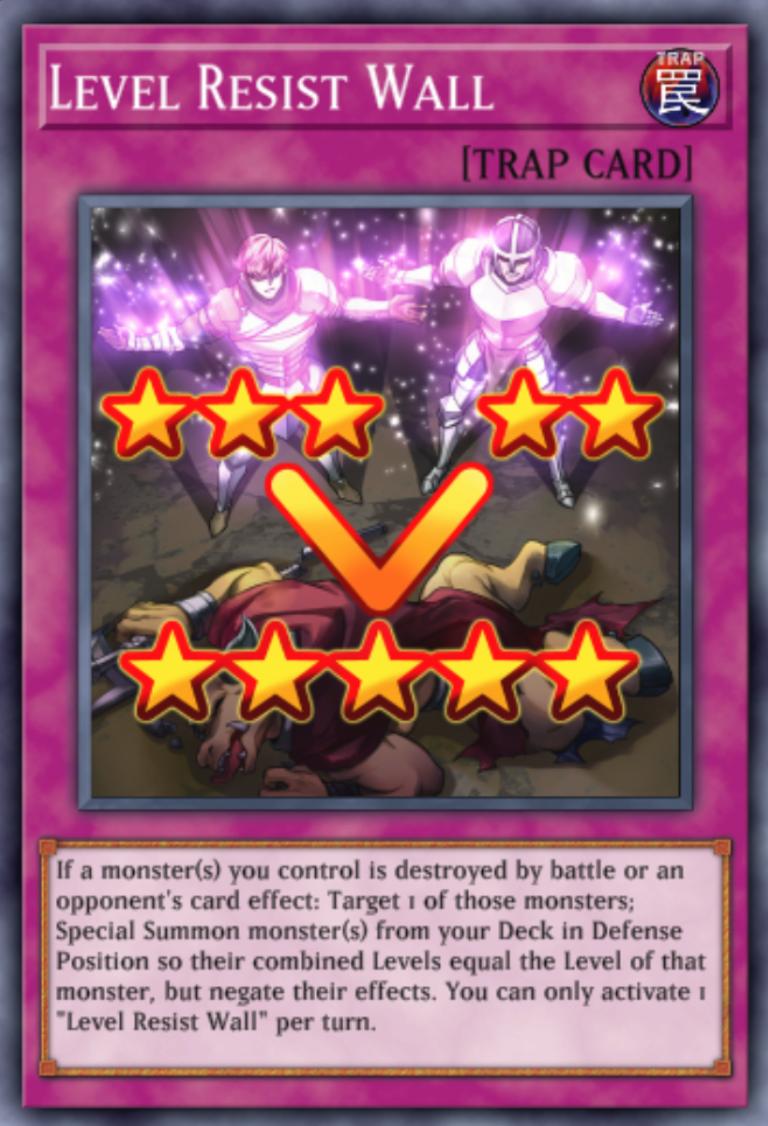 LEVEL RESIST WALL
TRAP
罠
[TRAP CARD]
If a monster(s) you control is destroyed by battle or an
opponent's card effect: Target 1 of those monsters;
Special Summon monster(s) from your Deck in Defense
Position so their combined Levels equal the Level of that
monster, but negate their effects. You can only activate 1
"Level Resist Wall" per turn.